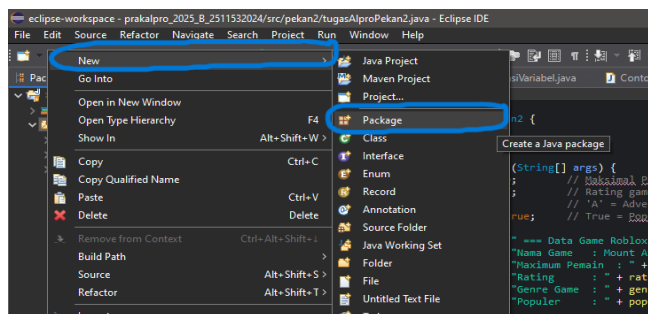 eclipse-workspace - prakalpro_2025_B_2511532024/src/pekan2/tugasAlproPekan2.java - Eclipse IDE
File Edit Source Refactor Navigate Search Project Run Window Help
New
Go Into
Open in New Window
Open Type Hierarchy F4
Show In Alt+Shift+W >
Copy Ctrl+C
Copy Qualified Name
Paste Ctrl+V
Delete Delete
Remove from Context Ctrl+Alt+Shift+↓
Build Path >
Source Alt+Shift+S >
Refactor Alt+Shift+T >
Java Project
Maven Project
Project...
Package
Class
Interface
Enum
Record
Annotation
Source Folder
Java Working Set
Folder
File
Untitled Text File
Create a Java package
Pac
siVariabel.java
Conto
n2 {
(String[] args) {
; // Maksimal P
; // Rating gam
// 'A' = Adve
rue; // True = Pop
" === Data Game Roblox
"Nama Game : Mount A
"Maximum Pemain : " +
"Rating : " + rat
"Genre Game : " + gen
"Populer : " + pop